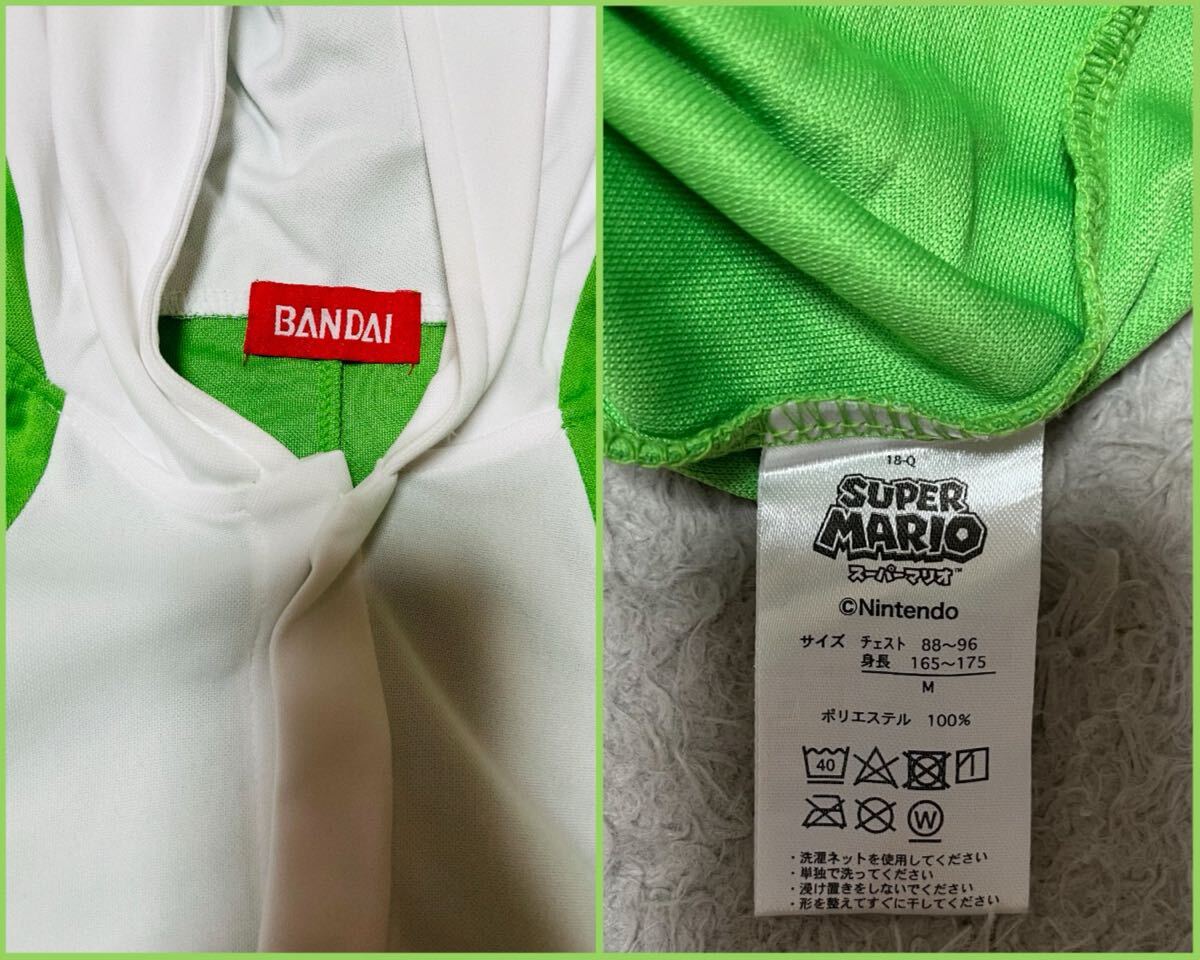 BANDAI
18-Q
SUPER
MARIO
スーパーマリオ™
©Nintendo
サイズ チェスト 88～96
身長 165～175
M
ポリエステル 100%
40
W
・洗濯ネットを使用してください
・単独で洗ってください
・浸け置きをしないでください
・形を整えてすぐに干してください